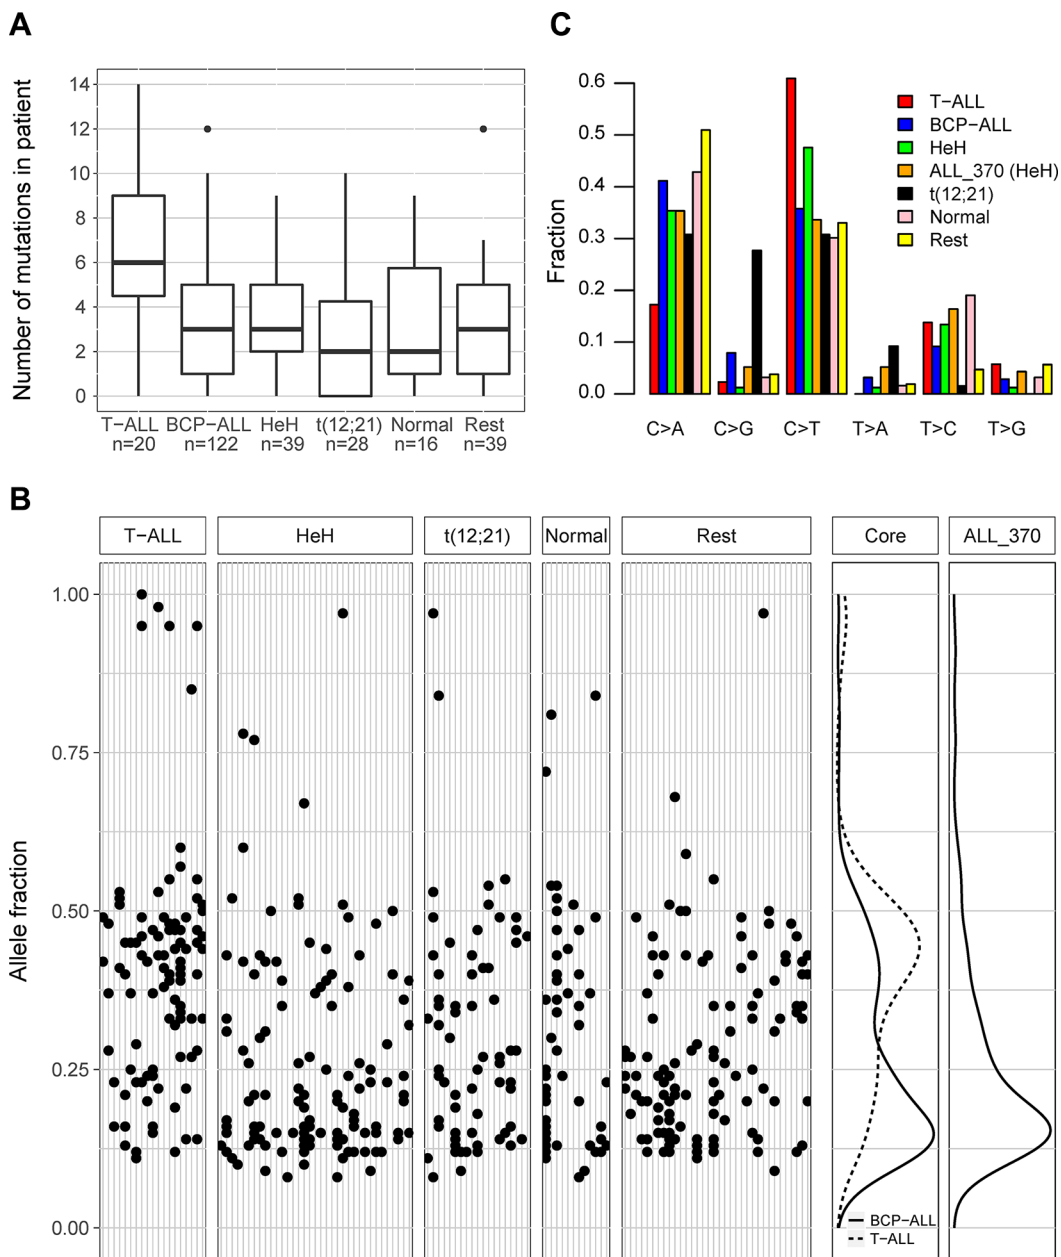 A
Number of mutations in patient
14
12
10
8
6
4
2
0
T−ALL BCP−ALL HeH t(12;21) Normal Rest
n=20 n=122 n=39 n=28 n=16 n=39
C
Fraction
0.6
0.5
0.4
0.3
0.2
0.1
0.0
T−ALL
BCP−ALL
HeH
ALL_370 (HeH)
t(12;21)
Normal
Rest
C>A C>G C>T T>A T>C T>G
B
T−ALL HeH t(12;21) Normal Rest Core ALL_370
Allele fraction
1.00
0.75
0.50
0.25
0.00
BCP−ALL
T−ALL